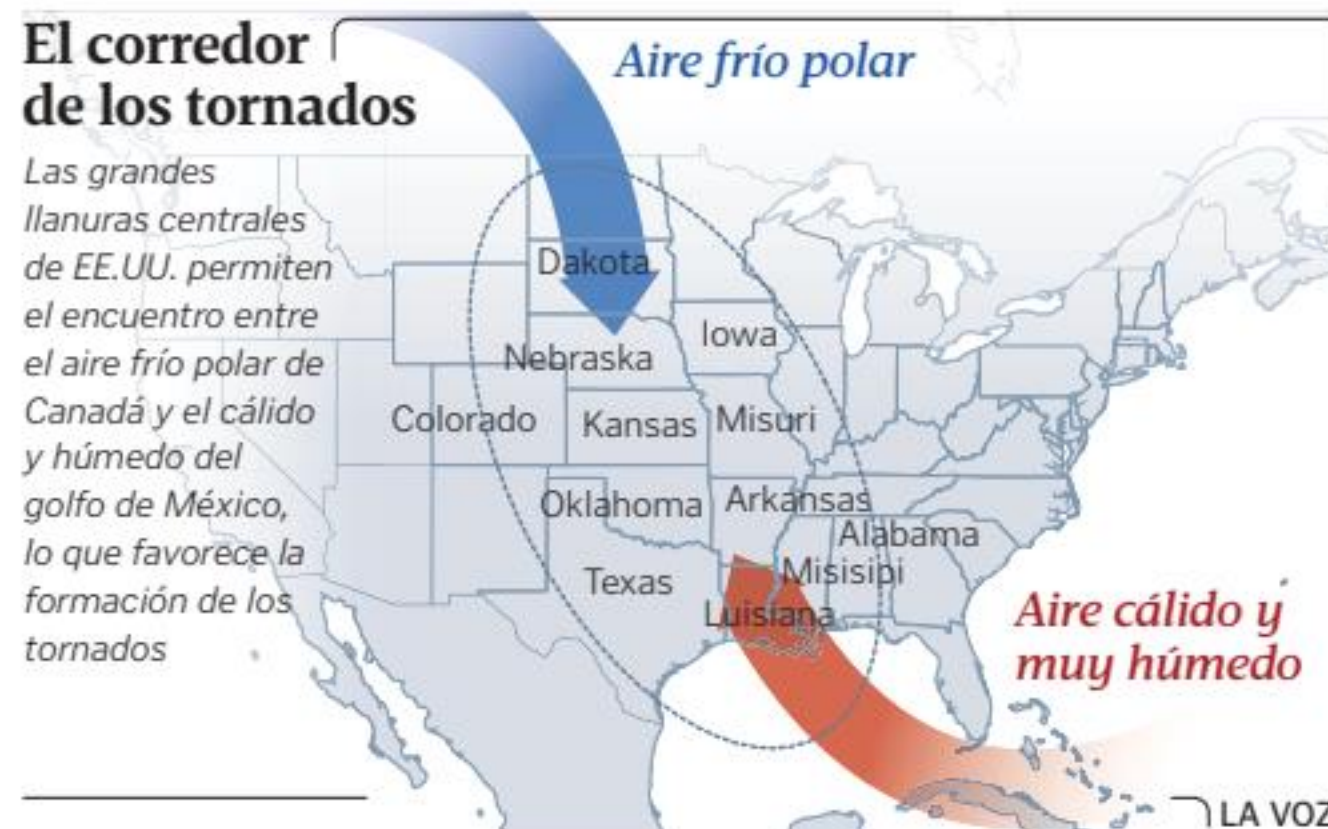 El corredor
de los tornados
Las grandes
llanuras centrales
de EE.UU. permiten
el encuentro entre
el aire frío polar de
Canadá y el cálido
y húmedo del
golfo de México,
lo que favorece la
formación de los
tornados
Aire frío polar
Dakota
Iowa
Nebraska
Colorado
Kansas
Misuri
Oklahoma
Arkansas
Alabama
Texas
Misisipi
Luisiana
Aire cálido y
muy húmedo
LA VOZ